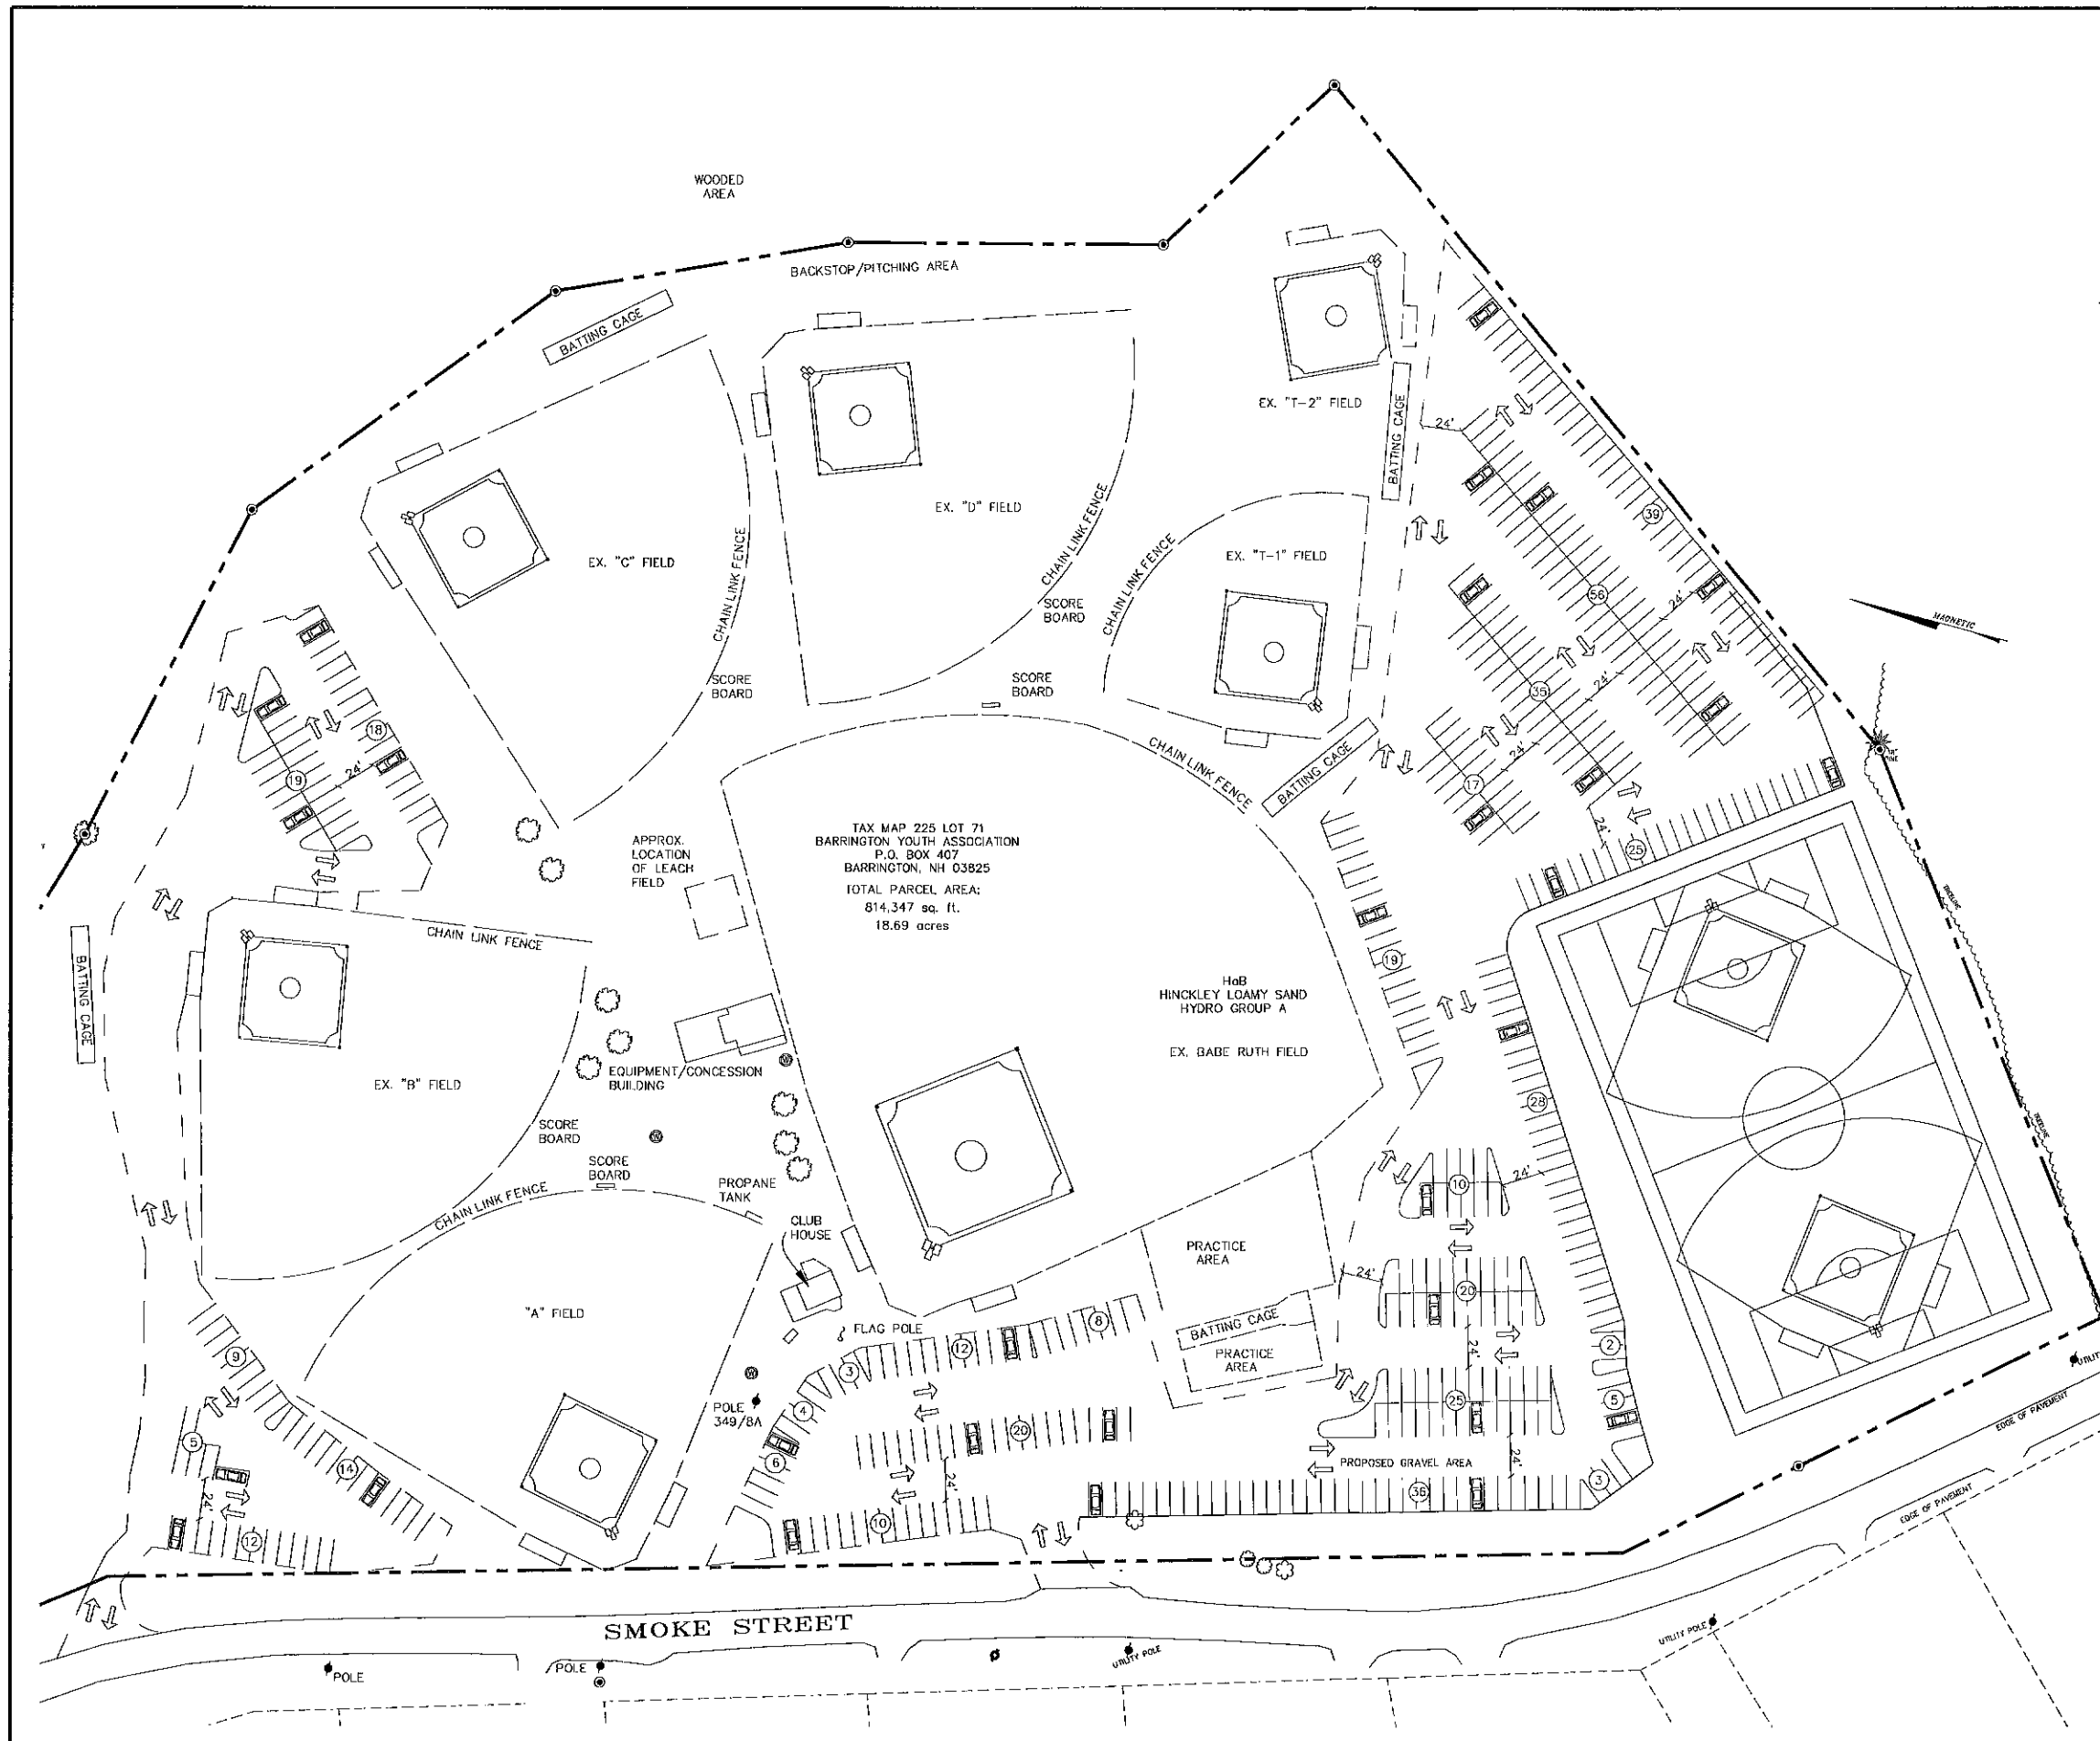 WOODED
AREA
BACKSTOP/PITCHING AREA
BATTING CAGE
EX. "T-2" FIELD
BATTING CAGE
24'
EX. "D" FIELD
EX. "C" FIELD
CHAIN LINK FENCE
CHAIN LINK FENCE
CHAIN LINK FENCE
EX. "T-1" FIELD
SCORE
BOARD
SCORE
BOARD
SCORE
BOARD
39
56
24'
MAGNETIC
35
24'
24'
17
18
19
24'
CHAIN LINK FENCE
BATTING CAGE
24'
25
APPROX.
LOCATION
OF LEACH
FIELD
TAX MAP 225 LOT 71
BARRINGTON YOUTH ASSOCIATION
P.O. BOX 407
BARRINGTON, NH 03825
TOTAL PARCEL AREA:
814,347 sq. ft.
18.69 acres
CHAIN LINK FENCE
BATTING CAGE
19
HaB
HINCKLEY LOAMY SAND
HYDRO GROUP A
EX. BABE RUTH FIELD
TREELINE
TREELINE
EX. "B" FIELD
EQUIPMENT/CONCESSION
BUILDING
28
SCORE
BOARD
SCORE
BOARD
CHAIN LINK FENCE
PROPANE
TANK
CLUB
HOUSE
10
24'
PRACTICE
AREA
24'
20
"A" FIELD
FLAG POLE
8
12
3
BATTING CAGE
PRACTICE
AREA
24'
2
9
POLE
349/8A
4
20
25
5
UTILITY
EDGE OF PAVEMENT
5
14
6
24'
PROPOSED GRAVEL AREA
24'
24'
36
3
EDGE OF PAVEMENT
12
10
SMOKE STREET
POLE
POLE
UTILITY POLE
UTILITY POLE